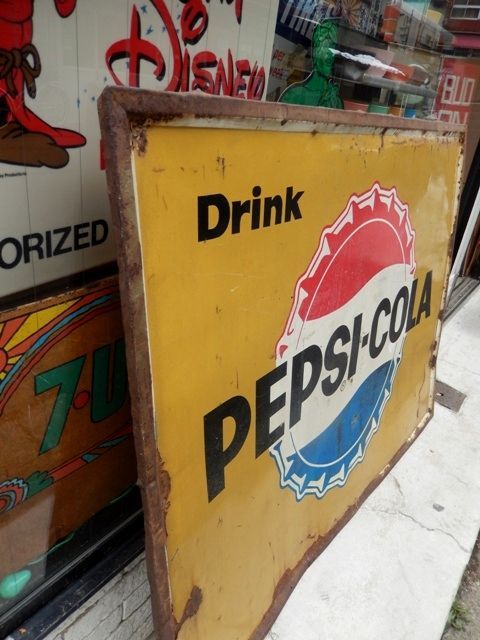 Disney
ORIZED
7·U
Drink
PEPSI-COLA